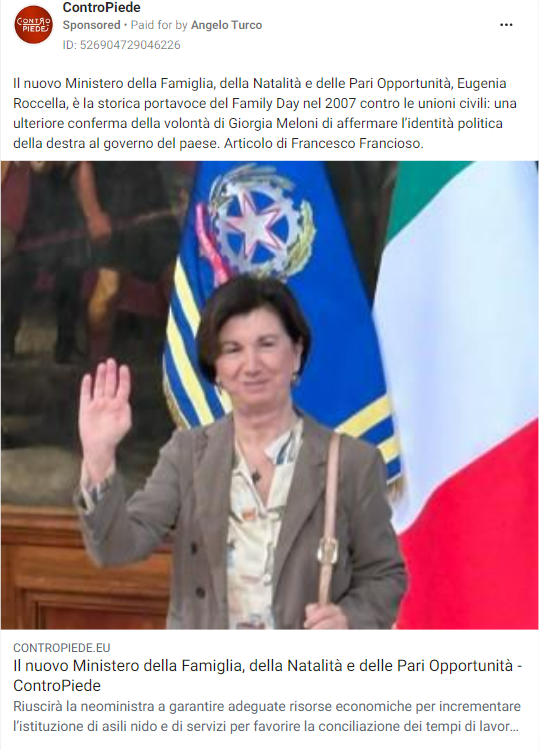 CONTRO
PIEDE
ControPiede
Sponsored • Paid for by Angelo Turco
ID: 526904729046226
Il nuovo Ministero della Famiglia, della Natalità e delle Pari Opportunità, Eugenia
Roccella, è la storica portavoce del Family Day nel 2007 contro le unioni civili: una
ulteriore conferma della volontà di Giorgia Meloni di affermare l’identità politica
della destra al governo del paese. Articolo di Francesco Francioso.
CONTROPIEDE.EU
Il nuovo Ministero della Famiglia, della Natalità e delle Pari Opportunità -
ControPiede
Riuscirà la neoministra a garantire adeguate risorse economiche per incrementare
l’istituzione di asili nido e di servizi per favorire la conciliazione dei tempi di lavor...